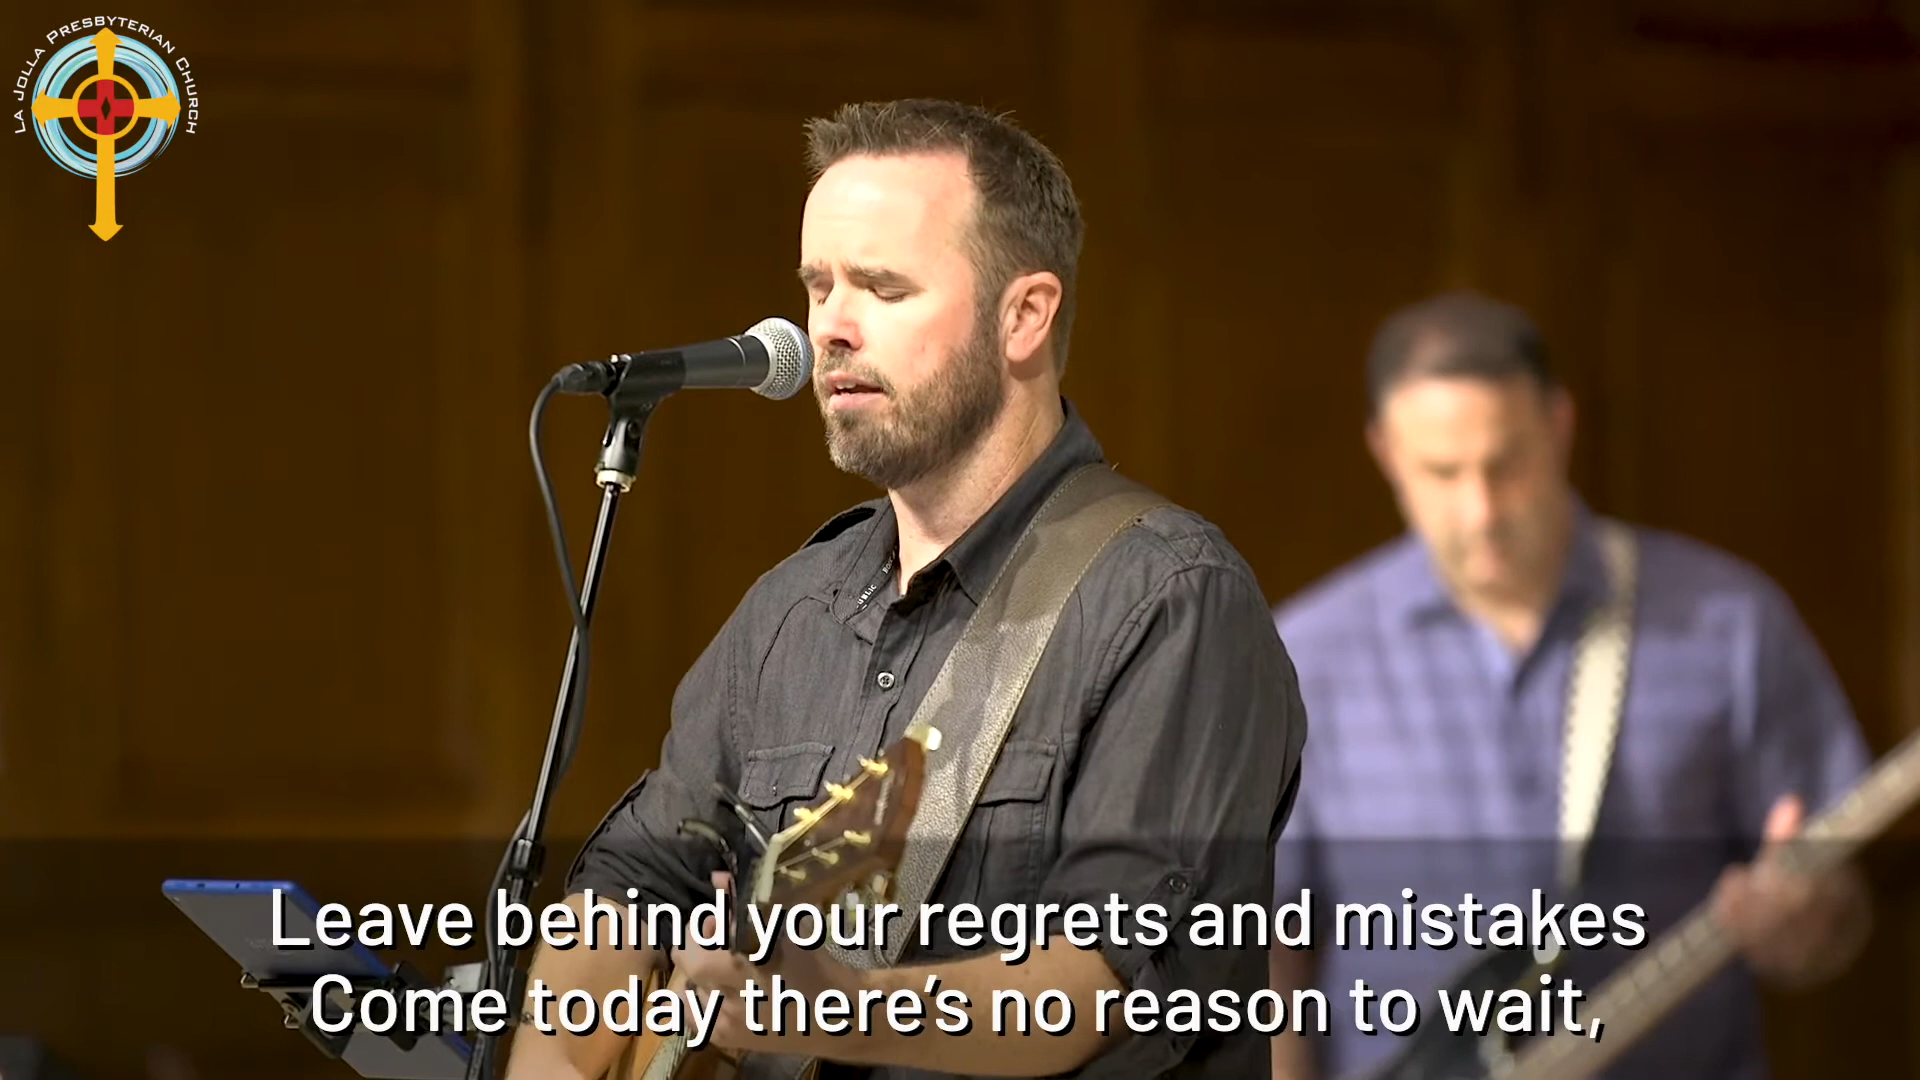 La Jolla Presbyterian Church
Leave behind your regrets and mistakes
Come today there's no reason to wait,